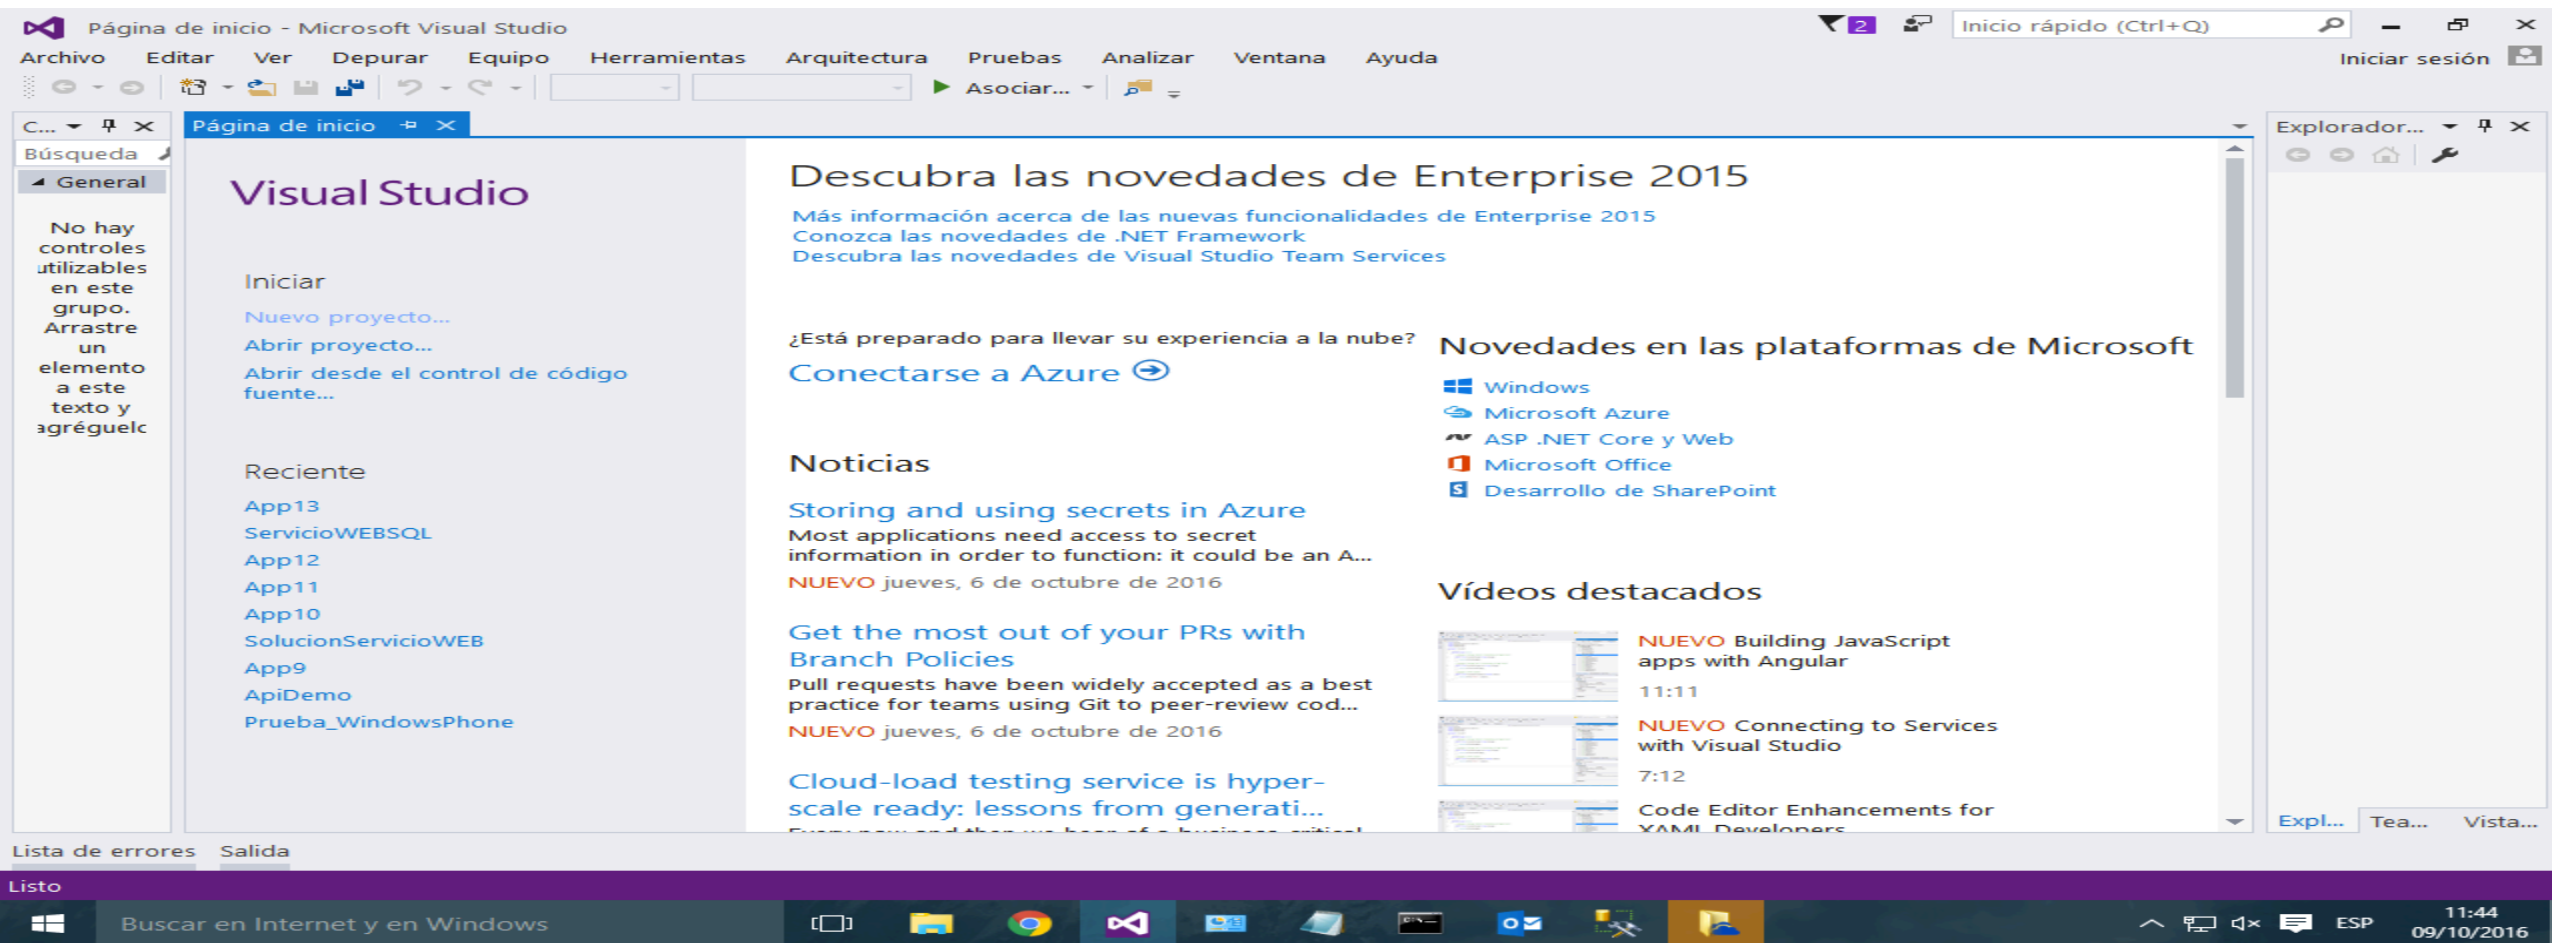 Página de inicio - Microsoft Visual Studio
2
Inicio rápido (Ctrl+Q)
Archivo Editar Ver Depurar Equipo Herramientas Arquitectura Pruebas Analizar Ventana Ayuda
Iniciar sesión
Asociar...
C...
Página de inicio
Explorador...
Búsqueda
General
No hay
controles
utilizables
en este
grupo.
Arrastre
un
elemento
a este
texto y
Visual Studio
Iniciar
Nuevo proyecto...
Abrir proyecto...
Abrir desde el control de código
fuente...
Reciente
App13
ServicioWEBSQL
App12
App11
App10
SolucionServicioWEB
App9
ApiDemo
Prueba_WindowsPhone
Descubra las novedades de Enterprise 2015
Más información acerca de las nuevas funcionalidades de Enterprise 2015
Conozca las novedades de .NET Framework
Descubra las novedades de Visual Studio Team Services
¿Está preparado para llevar su experiencia a la nube?
Conectarse a Azure
Noticias
Storing and using secrets in Azure
Most applications need access to secret
information in order to function: it could be an A...
NUEVO jueves, 6 de octubre de 2016
Get the most out of your PRs with
Branch Policies
Pull requests have been widely accepted as a best
practice for teams using Git to peer-review cod...
NUEVO jueves, 6 de octubre de 2016
Cloud-load testing service is hyper-
scale ready: lessons from generati...
Every now and then we hear of a business critical
Novedades en las plataformas de Microsoft
Windows
Microsoft Azure
ASP .NET Core y Web
Microsoft Office
Desarrollo de SharePoint
Vídeos destacados
NUEVO Building JavaScript
apps with Angular
11:11
NUEVO Connecting to Services
with Visual Studio
7:12
Code Editor Enhancements for
XAML Developers
Expl... Tea... Vista...
Lista de errores Salida
Listo
Buscar en Internet y en Windows
ESP
11:44
09/10/2016